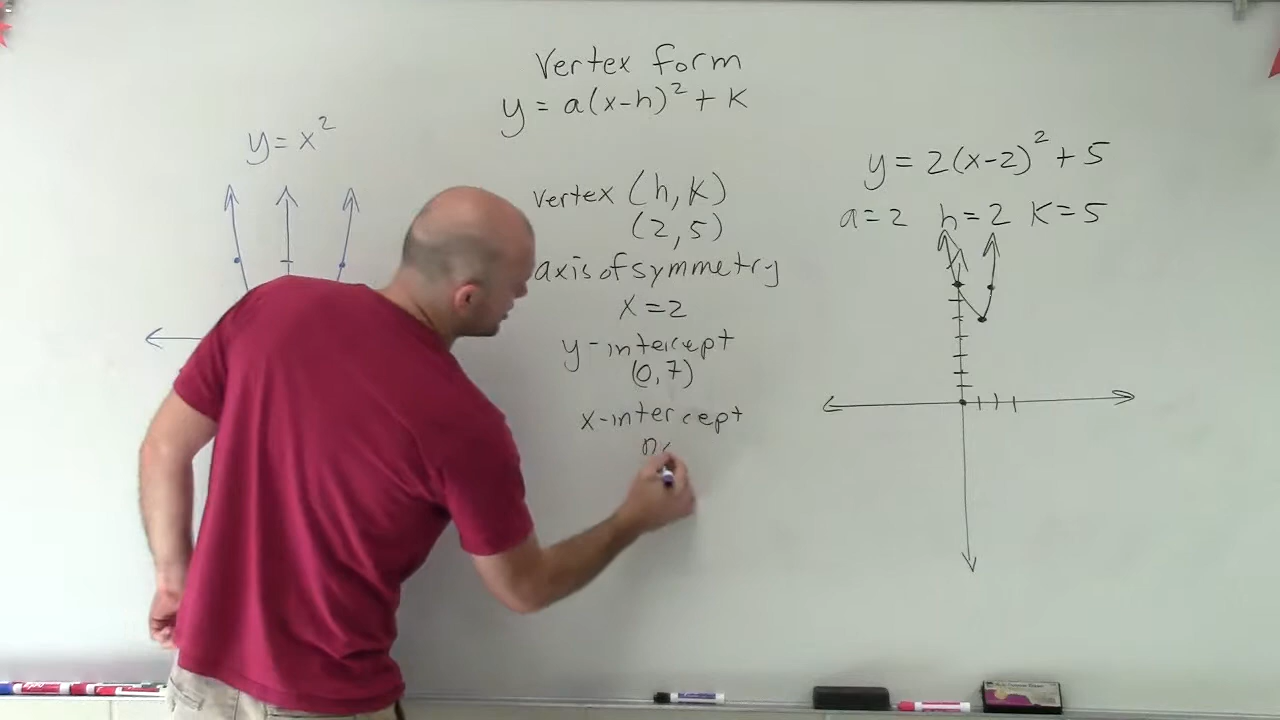 Vertex form
y = a(x-h)² + K
y = x²
vertex (h, K)
(2, 5)
axis of symmetry
x = 2
y-intercept
(0, 7)
x-intercept
y = 2(x-2)² + 5
a = 2 h = 2 K = 5